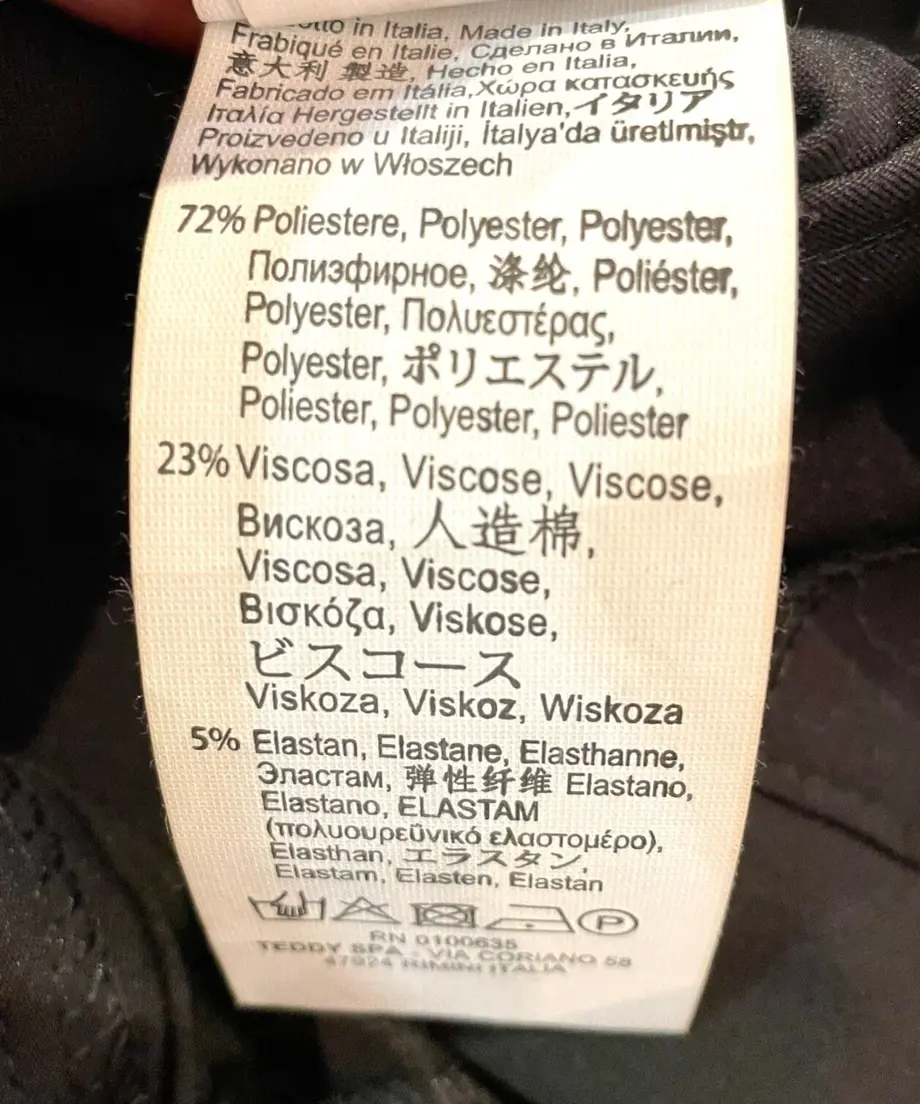 in Italia, Made in Italy,
Frabiqué en Italie, Сделано в Италии,
意大利 製造, Hecho en Italia,
Fabricado em Itália,Χώρα κατασκευής
Ιταλία Hergestellt in Italien,イタリア
Proizvedeno u Italiji, İtalya'da üretlmiştr,
Wykonano w Włoszech
72% Poliestere, Polyester, Polyester,
Полиэфирное, 涤纶, Poliéster,
Polyester, Πολυεστέρας,
Polyester, ポリエステル,
Poliester, Polyester, Poliester
23% Viscosa, Viscose, Viscose,
Вискоза, 人造棉,
Viscosa, Viscose,
Βισκόζα, Viskose,
ビスコース
Viskoza, Viskoz, Wiskoza
5% Elastan, Elastane, Elasthanne,
Эластам, 弹性纤维 Elastano,
Elastano, ELASTAM
(πολυουρεϋνικό ελαστομέρο),
Elasthan, エラスタン,
Elastam, Elasten, Elastan
P
RN 0100635
TEDDY SPA - VIA CORIANO 58
47924 RIMINI ITALIA